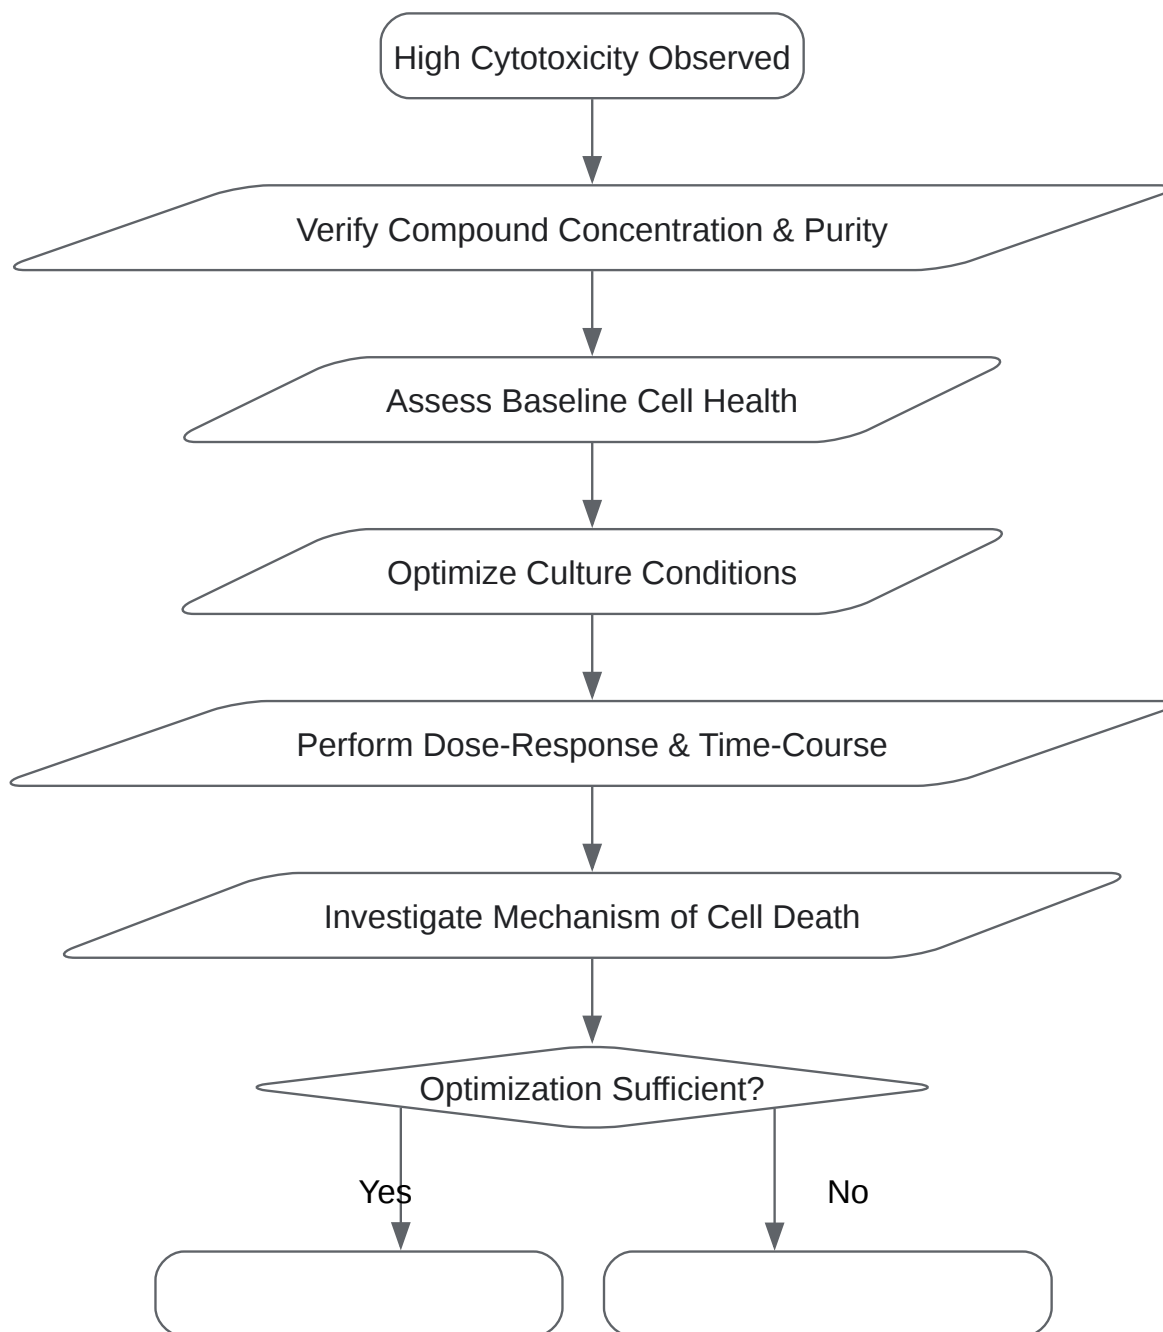 High Cytotoxicity Observed
Verify Compound Concentration & Purity
Assess Baseline Cell Health
Optimize Culture Conditions
Perform Dose-Response & Time-Course
Investigate Mechanism of Cell Death
Optimization Sufficient?
Yes
No